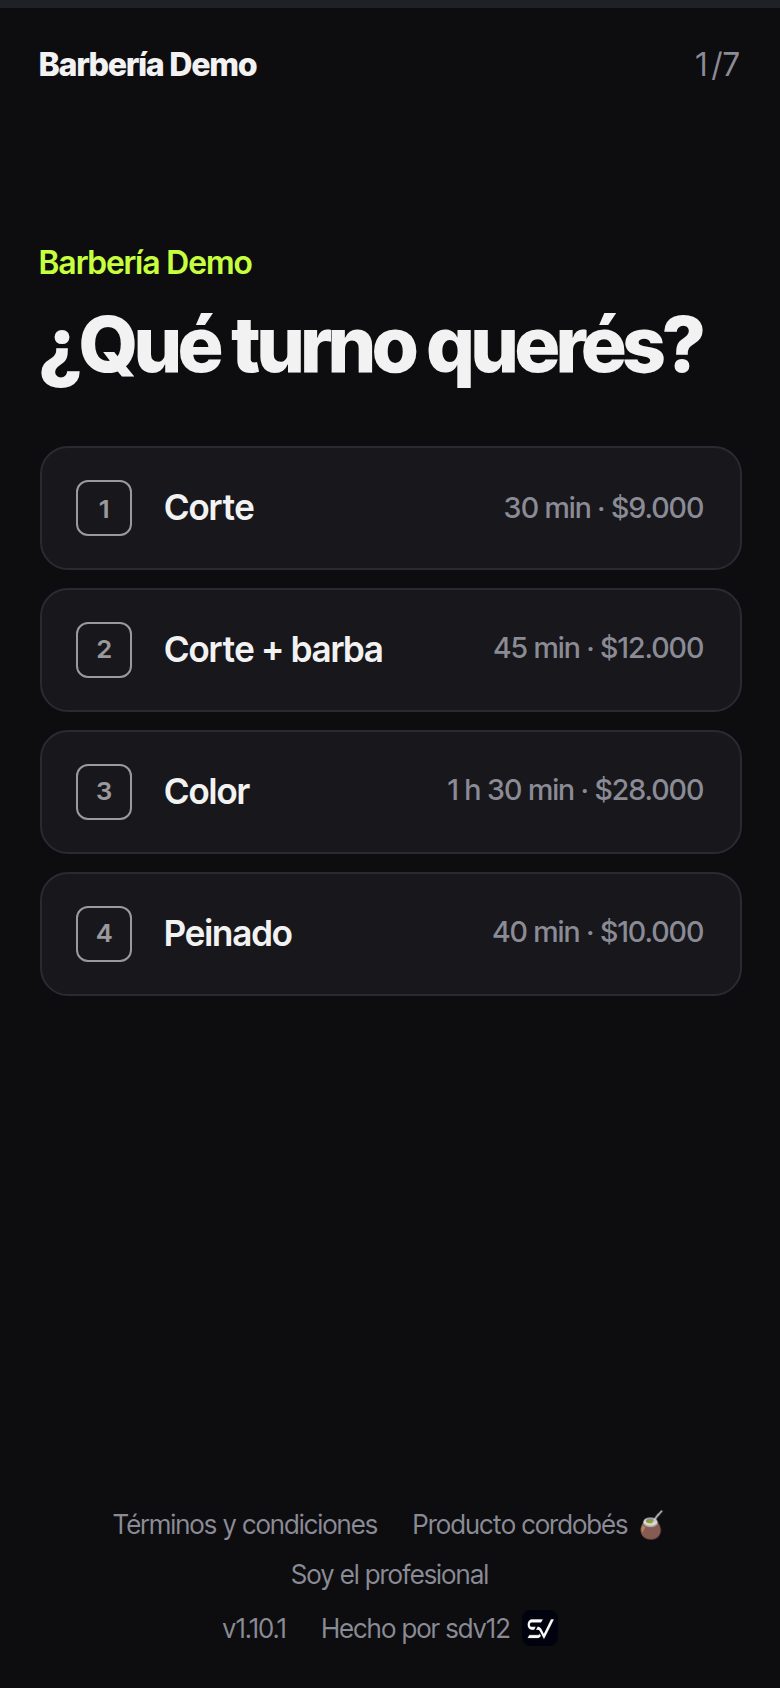 Barbería Demo 1/7
Barbería Demo
¿Qué turno querés?
1 Corte 30 min · $9.000
2 Corte + barba 45 min · $12.000
3 Color 1 h 30 min · $28.000
4 Peinado 40 min · $10.000
Términos y condiciones Producto cordobés 🧉
Soy el profesional
v1.10.1 Hecho por sdv12 SV